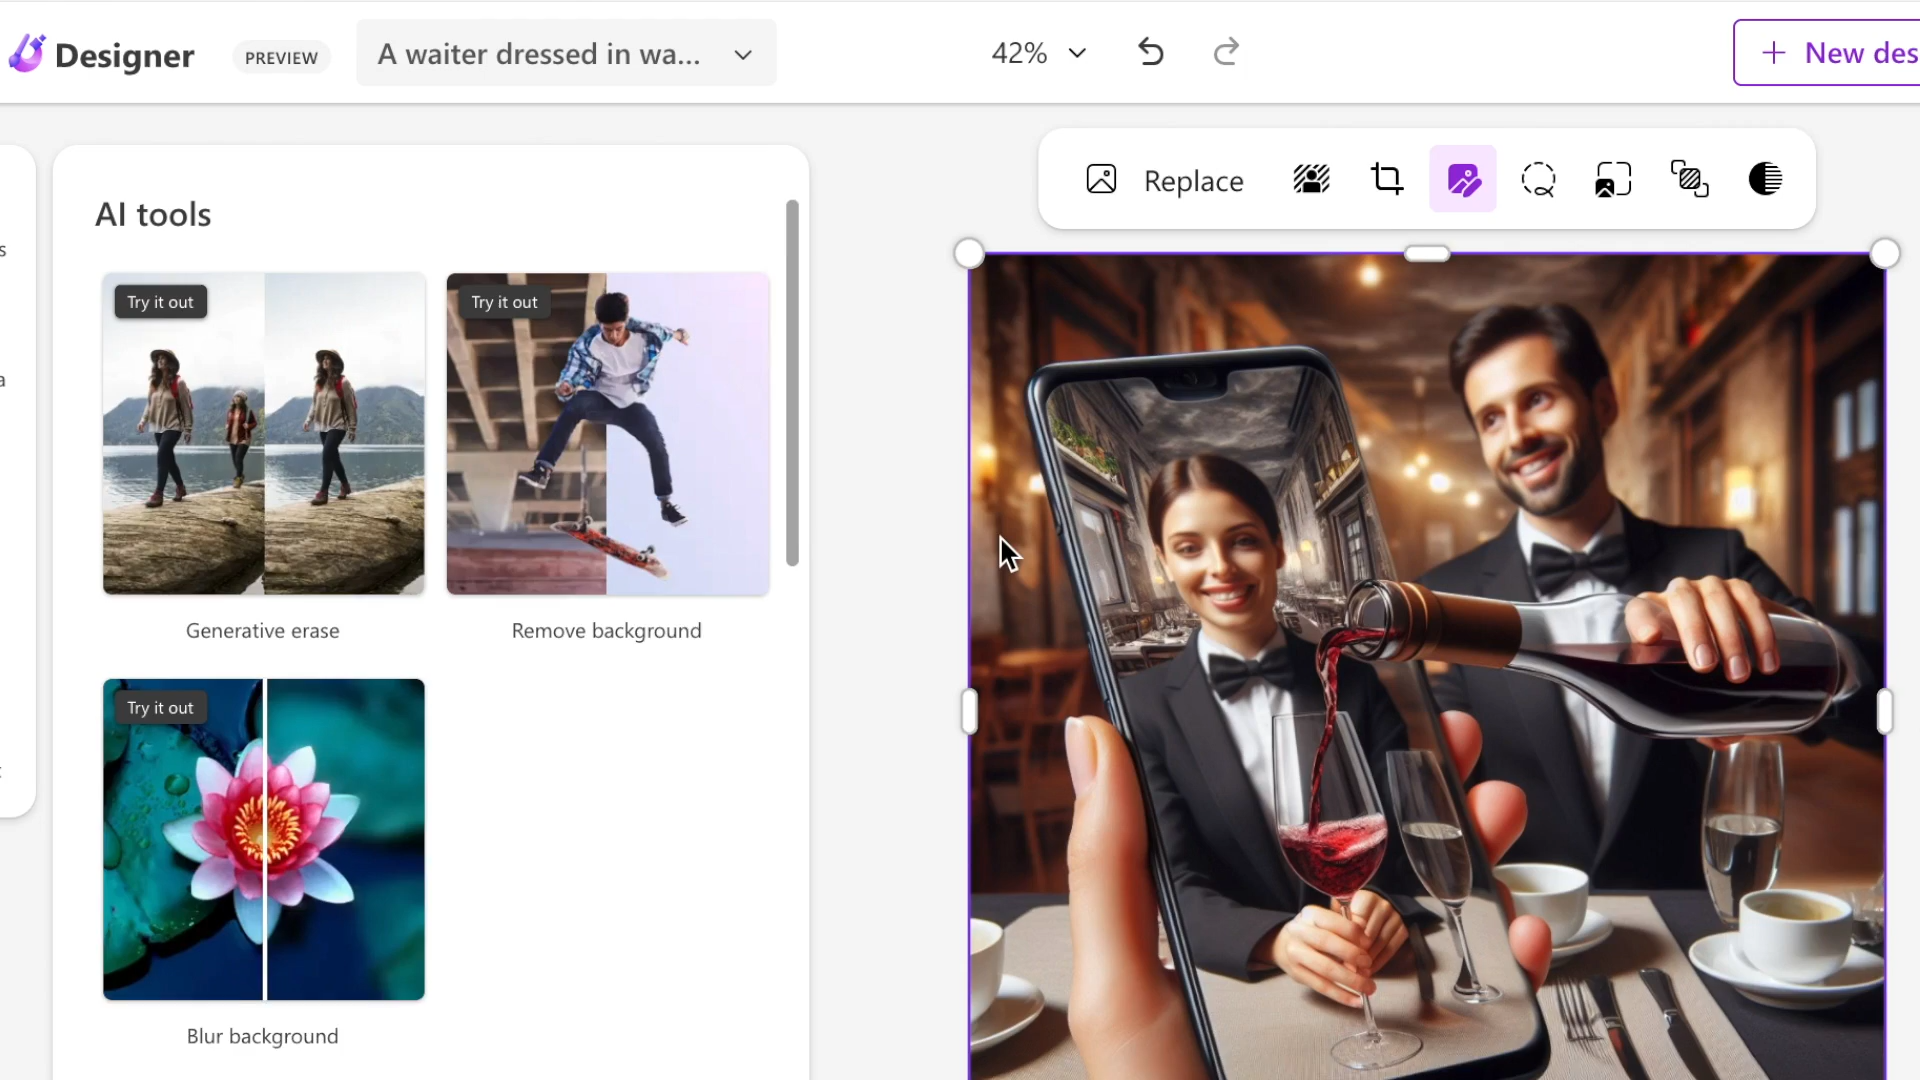 Designer
PREVIEW
A waiter dressed in wa...
42%
New des
s
a
AI tools
Try it out
Try it out
Generative erase
Remove background
Try it out
Blur background
Replace